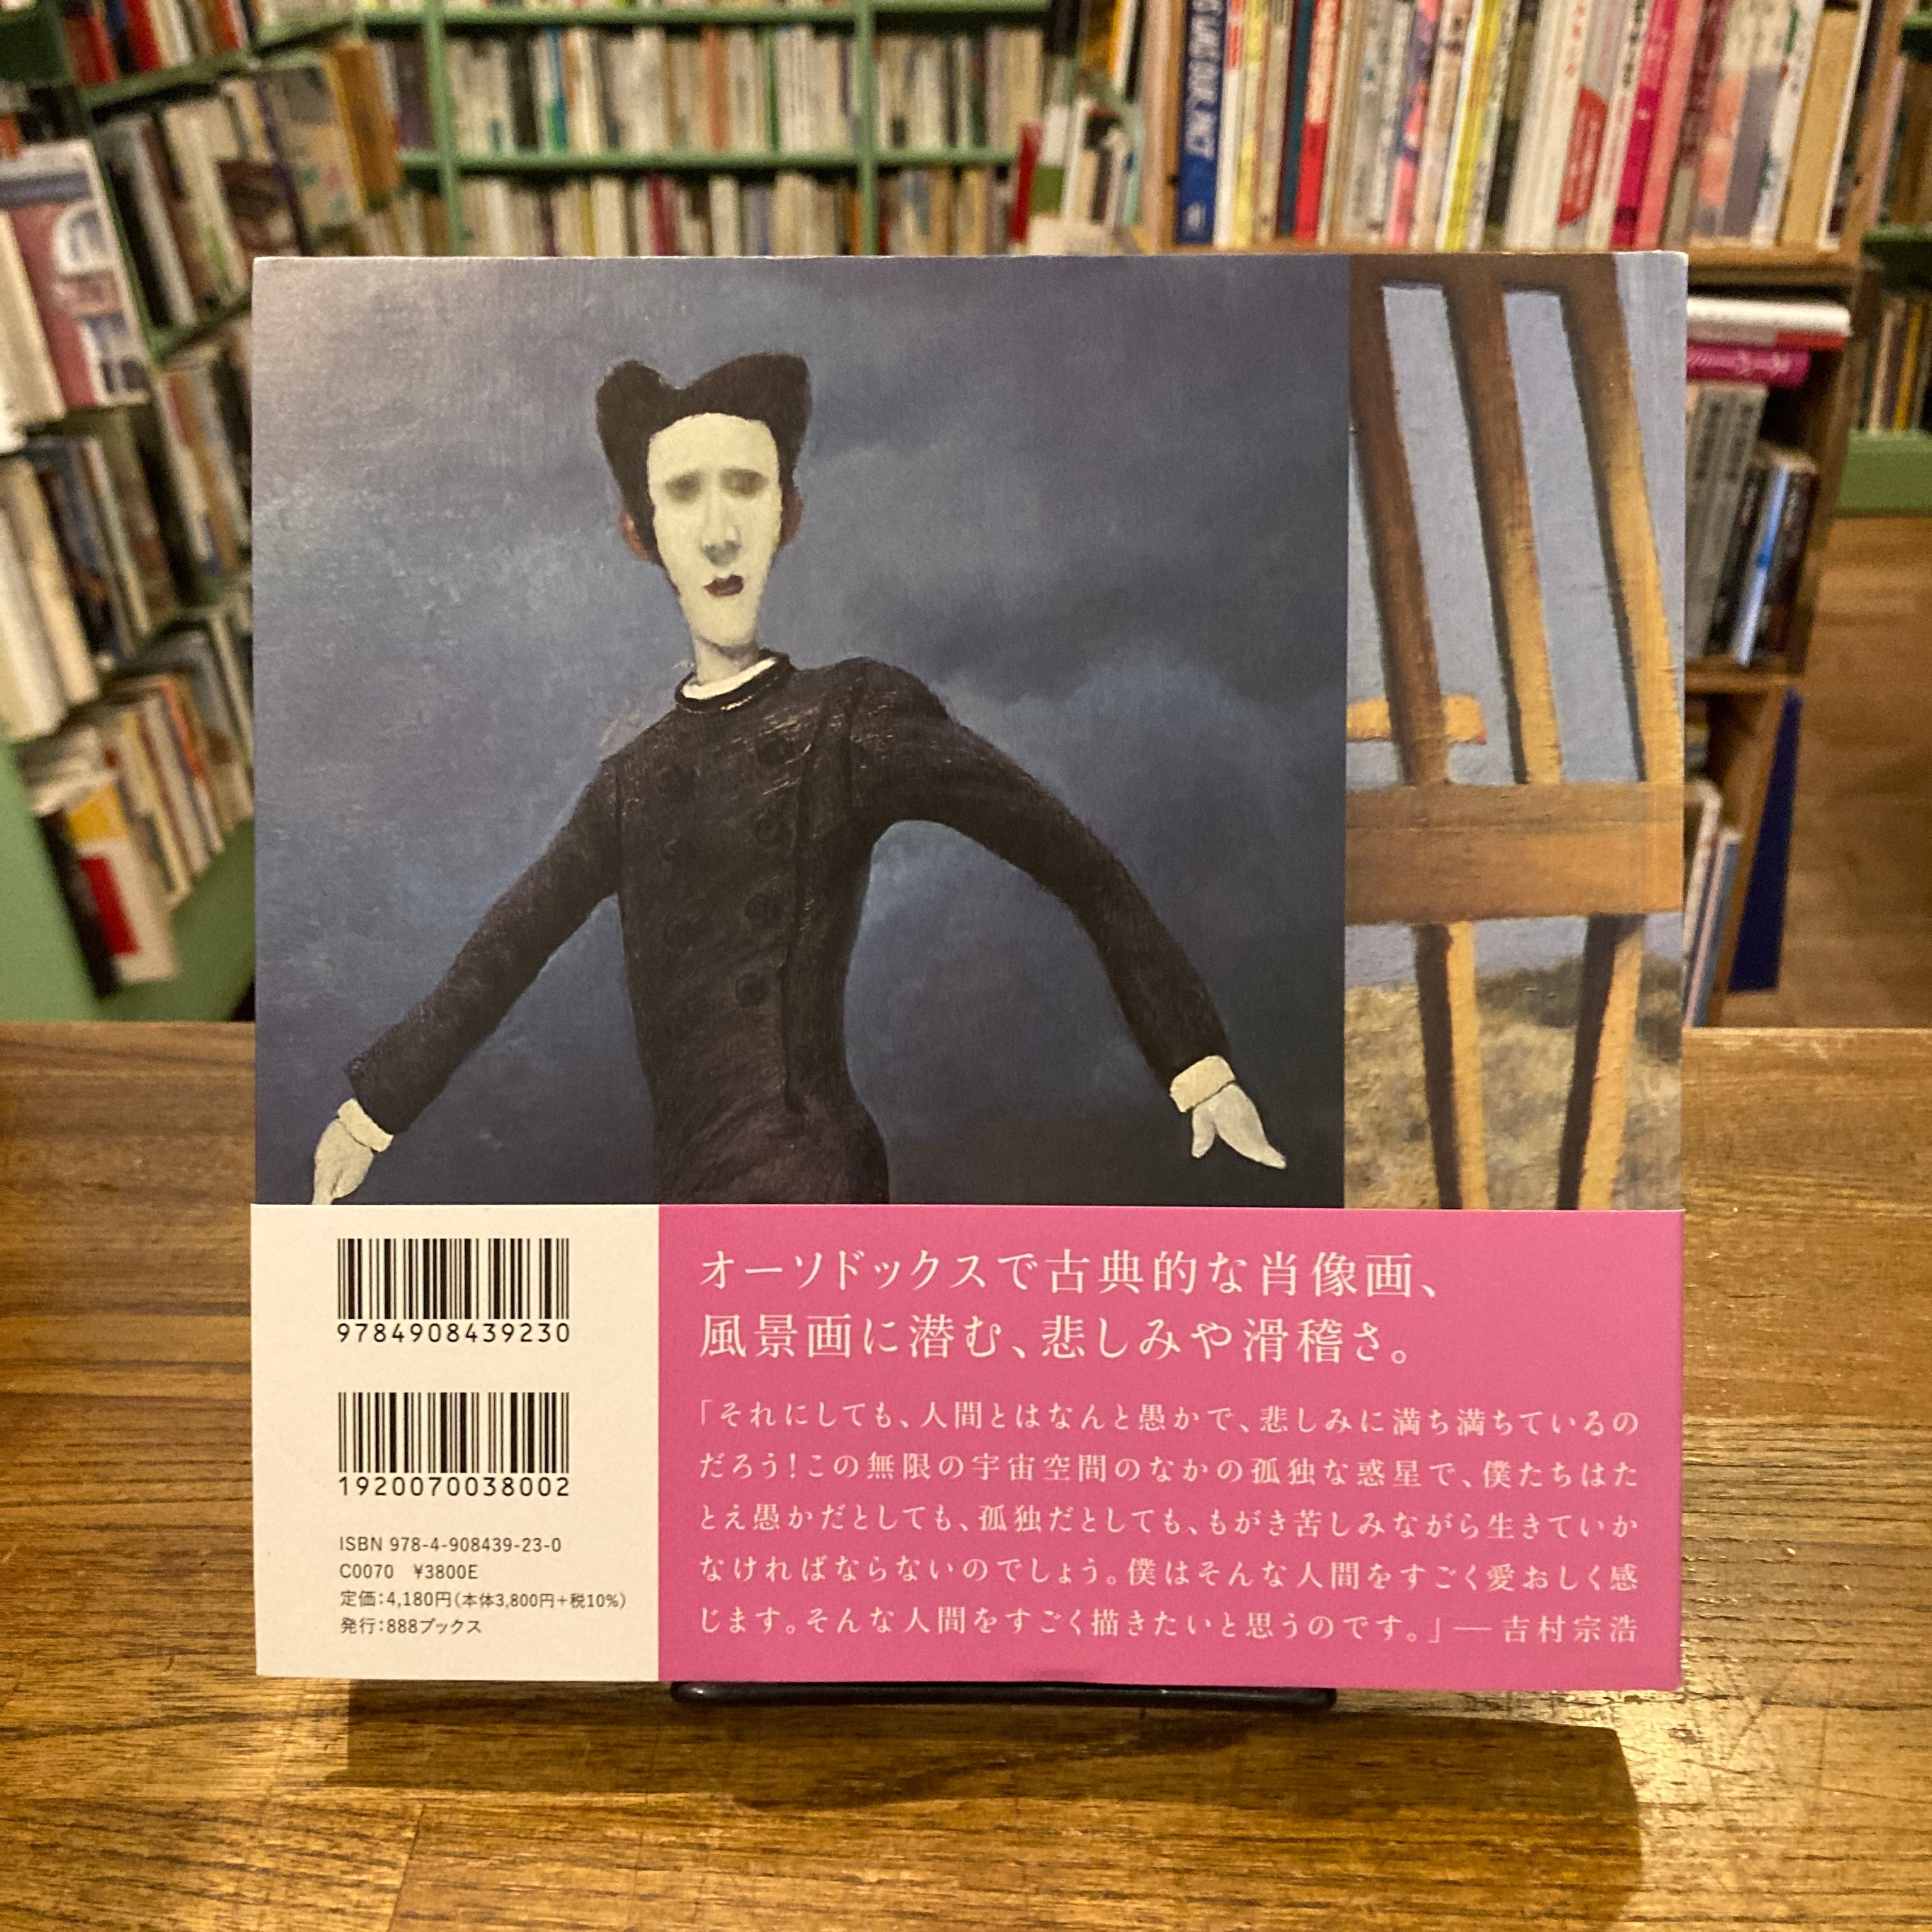 9784908439230
1920070038002
ISBN 978-4-908439-23-0
C0070 ¥3800E
定価:4,180円(本体3,800円+税10%)
発行:888ブックス
オーソドックスで古典的な肖像画、
風景画に潜む、悲しみや滑稽さ。
「それにしても、人間とはなんと愚かで、悲しみに満ち満ちているの
だろう!この無限の宇宙空間のなかの孤独な惑星で、僕たちはた
とえ愚かだとしても、孤独だとしても、もがき苦しみながら生きていか
なければならないのでしょう。僕はそんな人間をすごく愛おしく感
じます。そんな人間をすごく描きたいと思うのです。」― 吉村宗浩